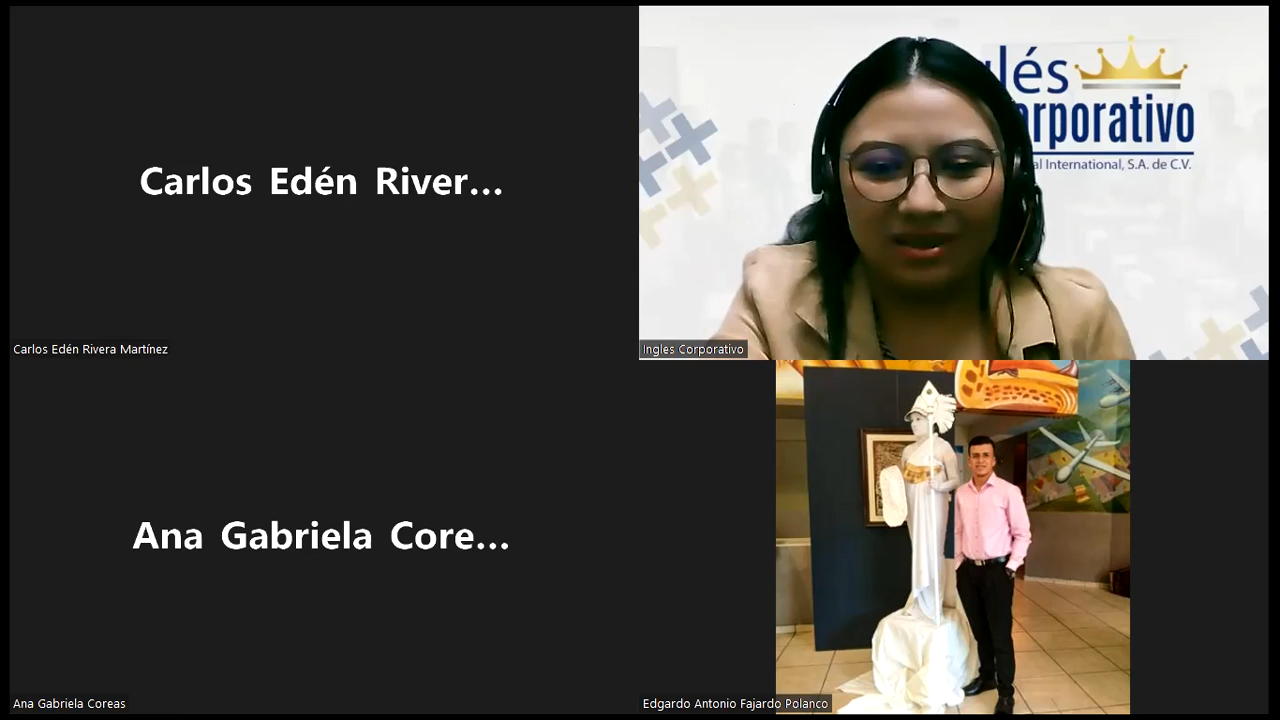 Carlos Edén River...
Carlos Edén Rivera Martínez
lés
rporativo
al International, S.A. de C.V.
Ingles Corporativo
Ana Gabriela Core...
Ana Gabriela Coreas
Edgardo Antonio Fajardo Polanco